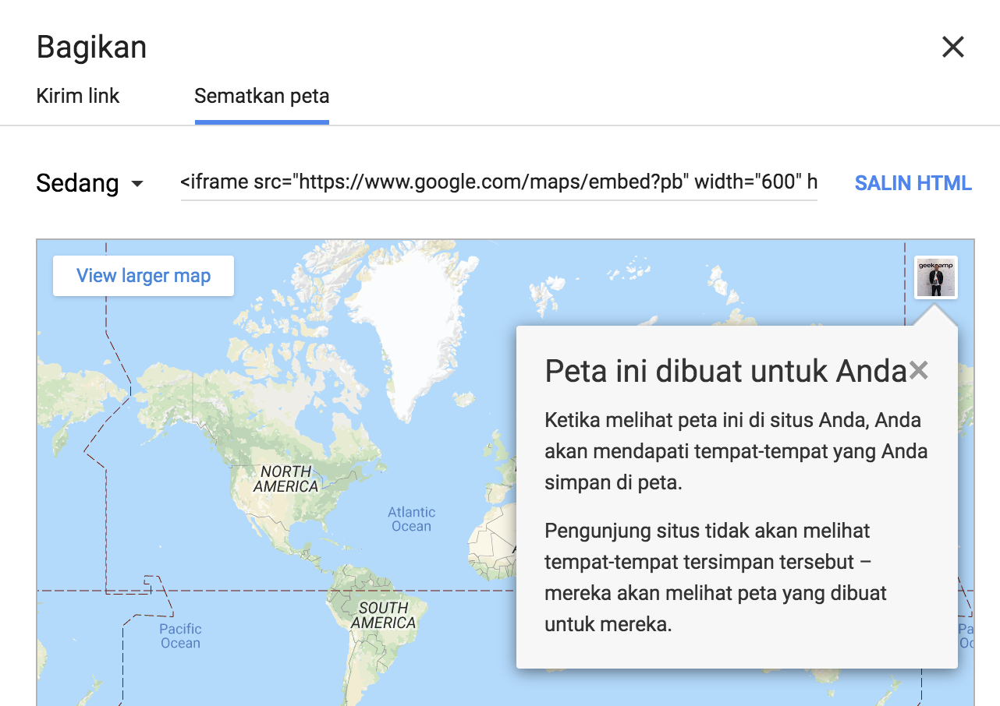 Bagikan
Kirim link
Sematkan peta
Sedang
<iframe src="https://www.google.com/maps/embed?pb" width="600" h
SALIN HTML
View larger map
geekcamp
Peta ini dibuat untuk Anda
Ketika melihat peta ini di situs Anda, Anda
akan mendapati tempat-tempat yang Anda
simpan di peta.
Pengunjung situs tidak akan melihat
tempat-tempat tersimpan tersebut –
mereka akan melihat peta yang dibuat
untuk mereka.
NORTH
AMERICA
Atlantic
Ocean
SOUTH
AMERICA
Pacific
Ocean
Pa
Oc